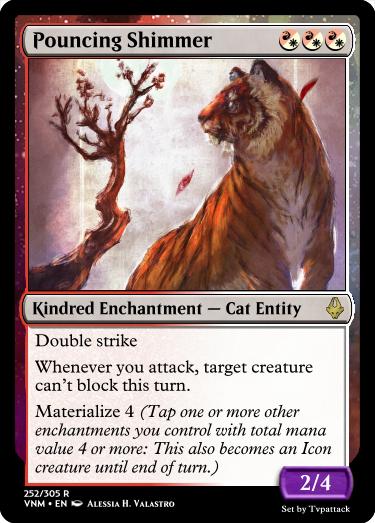 Pouncing Shimmer
Kindred Enchantment — Cat Entity
Double strike
Whenever you attack, target creature
can't block this turn.
Materialize 4 (Tap one or more other
enchantments you control with total mana
value 4 or more: This also becomes an Icon
creature until end of turn.)
2/4
252/305 R
VNM • EN Alessia H. Valastro
Set by Tvpattack